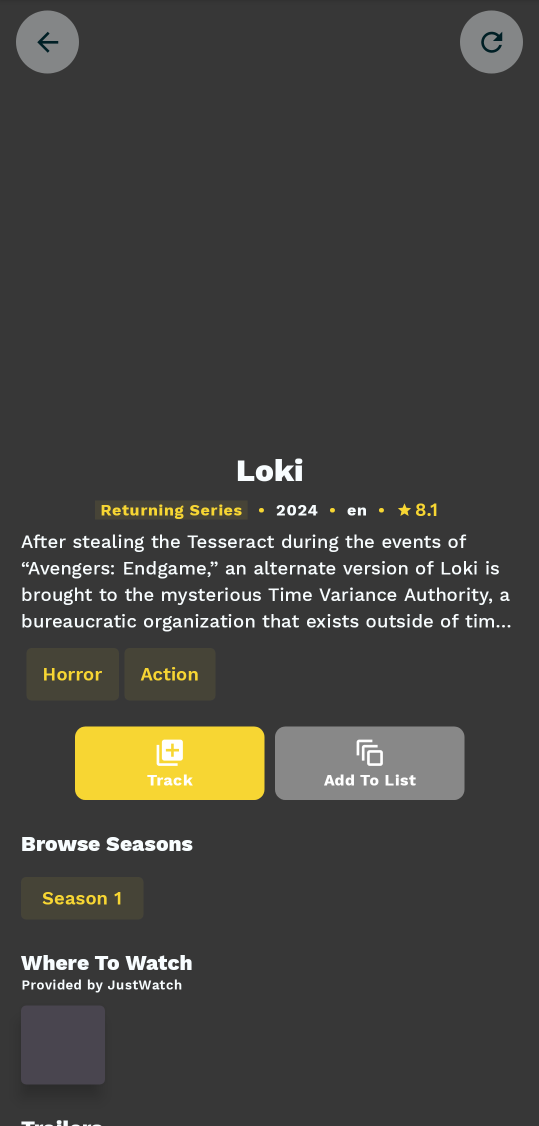 Loki
Returning Series • 2024 • en • ★ 8.1
After stealing the Tesseract during the events of
“Avengers: Endgame,” an alternate version of Loki is
brought to the mysterious Time Variance Authority, a
bureaucratic organization that exists outside of tim...
Horror Action
Track Add To List
Browse Seasons
Season 1
Where To Watch
Provided by JustWatch
Trailers